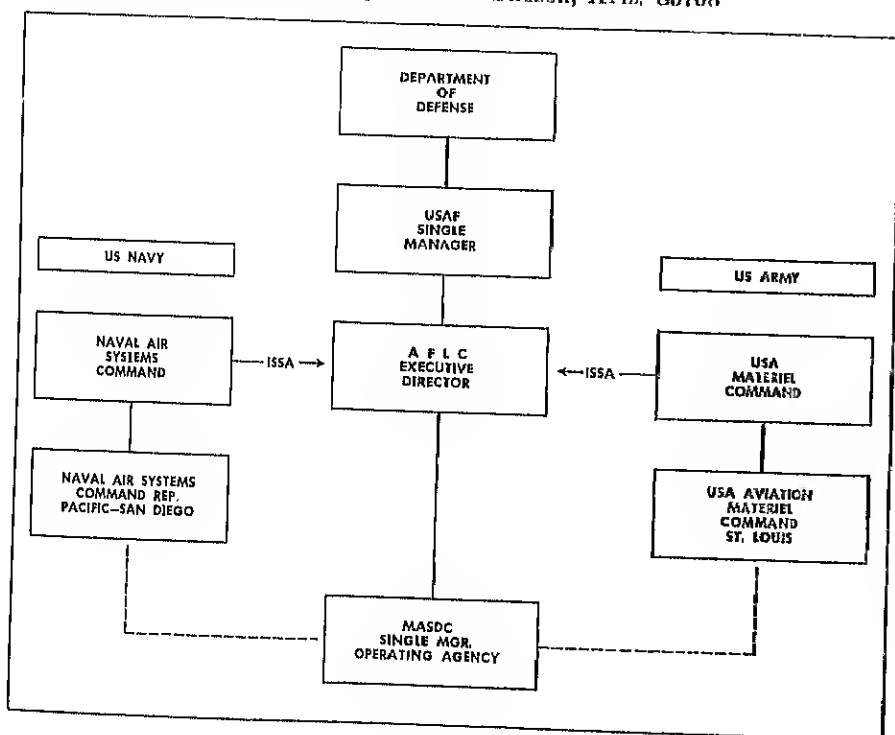 DEPARTMENT
OF
DEFENSE
USAF
SINGLE
MANAGER
US NAVY
US ARMY
NAVAL AIR
SYSTEMS
COMMAND
ISSA
A F L C
EXECUTIVE
DIRECTOR
ISSA
USA
MATERIEL
COMMAND
NAVAL AIR SYSTEMS
COMMAND REP.
PACIFIC–SAN DIEGO
USA AVIATION
MATERIEL
COMMAND
ST. LOUIS
MASDC
SINGLE MGR.
OPERATING AGENCY